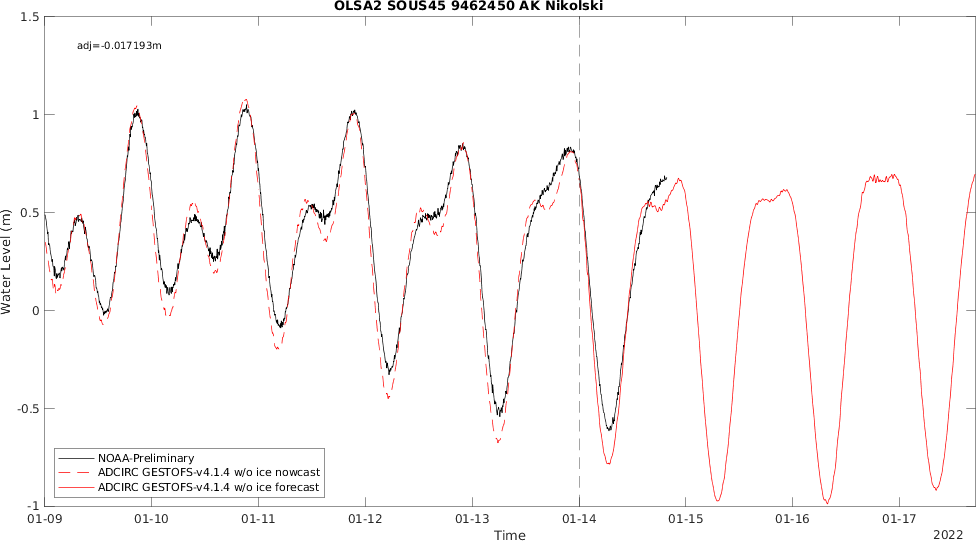 OLSA2 SOUS45 9462450 AK Nikolski
adj=-0.017193m
Water Level (m)
1.5
1
0.5
0
-0.5
-1
NOAA-Preliminary
ADCIRC GESTOFS-v4.1.4 w/o ice nowcast
ADCIRC GESTOFS-v4.1.4 w/o ice forecast
01-09 01-10 01-11 01-12 01-13 01-14 01-15 01-16 01-17
Time
2022